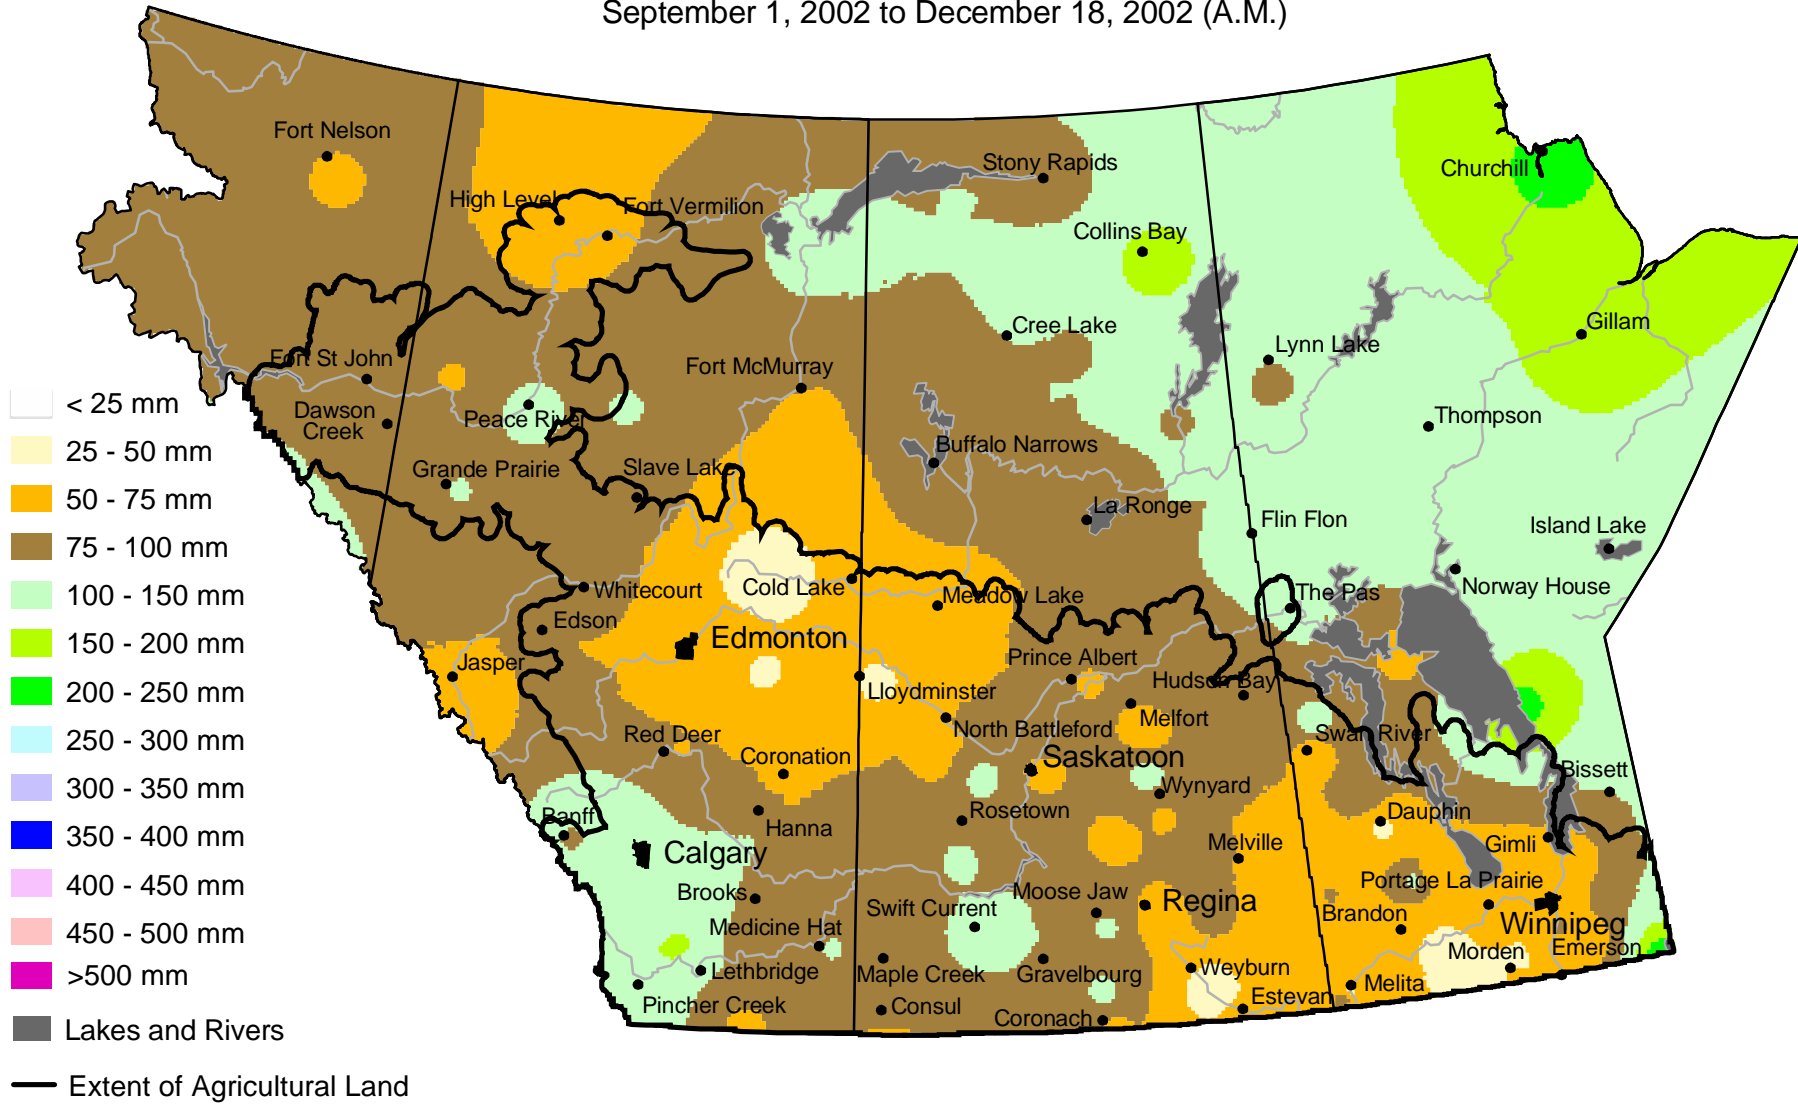 September 1, 2002 to December 18, 2002 (A.M.)
Fort Nelson
High Level
Fort Vermilion
Stony Rapids
Churchill
Collins Bay
Cree Lake
Gillam
Lynn Lake
Fort St John
Fort McMurray
Dawson
Creek
Peace River
Thompson
Buffalo Narrows
Grande Prairie
Slave Lake
La Ronge
Flin Flon
Island Lake
Whitecourt
Cold Lake
Meadow Lake
The Pas
Norway House
Edson
Edmonton
Jasper
Prince Albert
Hudson Bay
Lloydminster
North Battleford
Melfort
Red Deer
Swan River
Coronation
Saskatoon
Bissett
Wynyard
Banff
Hanna
Rosetown
Dauphin
Gimli
Calgary
Melville
Brooks
Moose Jaw
Regina
Portage La Prairie
Swift Current
Brandon
Winnipeg
Medicine Hat
Morden
Emerson
Lethbridge
Maple Creek
Gravelbourg
Weyburn
Melita
Pincher Creek
Consul
Coronach
Estevan
< 25 mm
25 - 50 mm
50 - 75 mm
75 - 100 mm
100 - 150 mm
150 - 200 mm
200 - 250 mm
250 - 300 mm
300 - 350 mm
350 - 400 mm
400 - 450 mm
450 - 500 mm
>500 mm
Lakes and Rivers
Extent of Agricultural Land